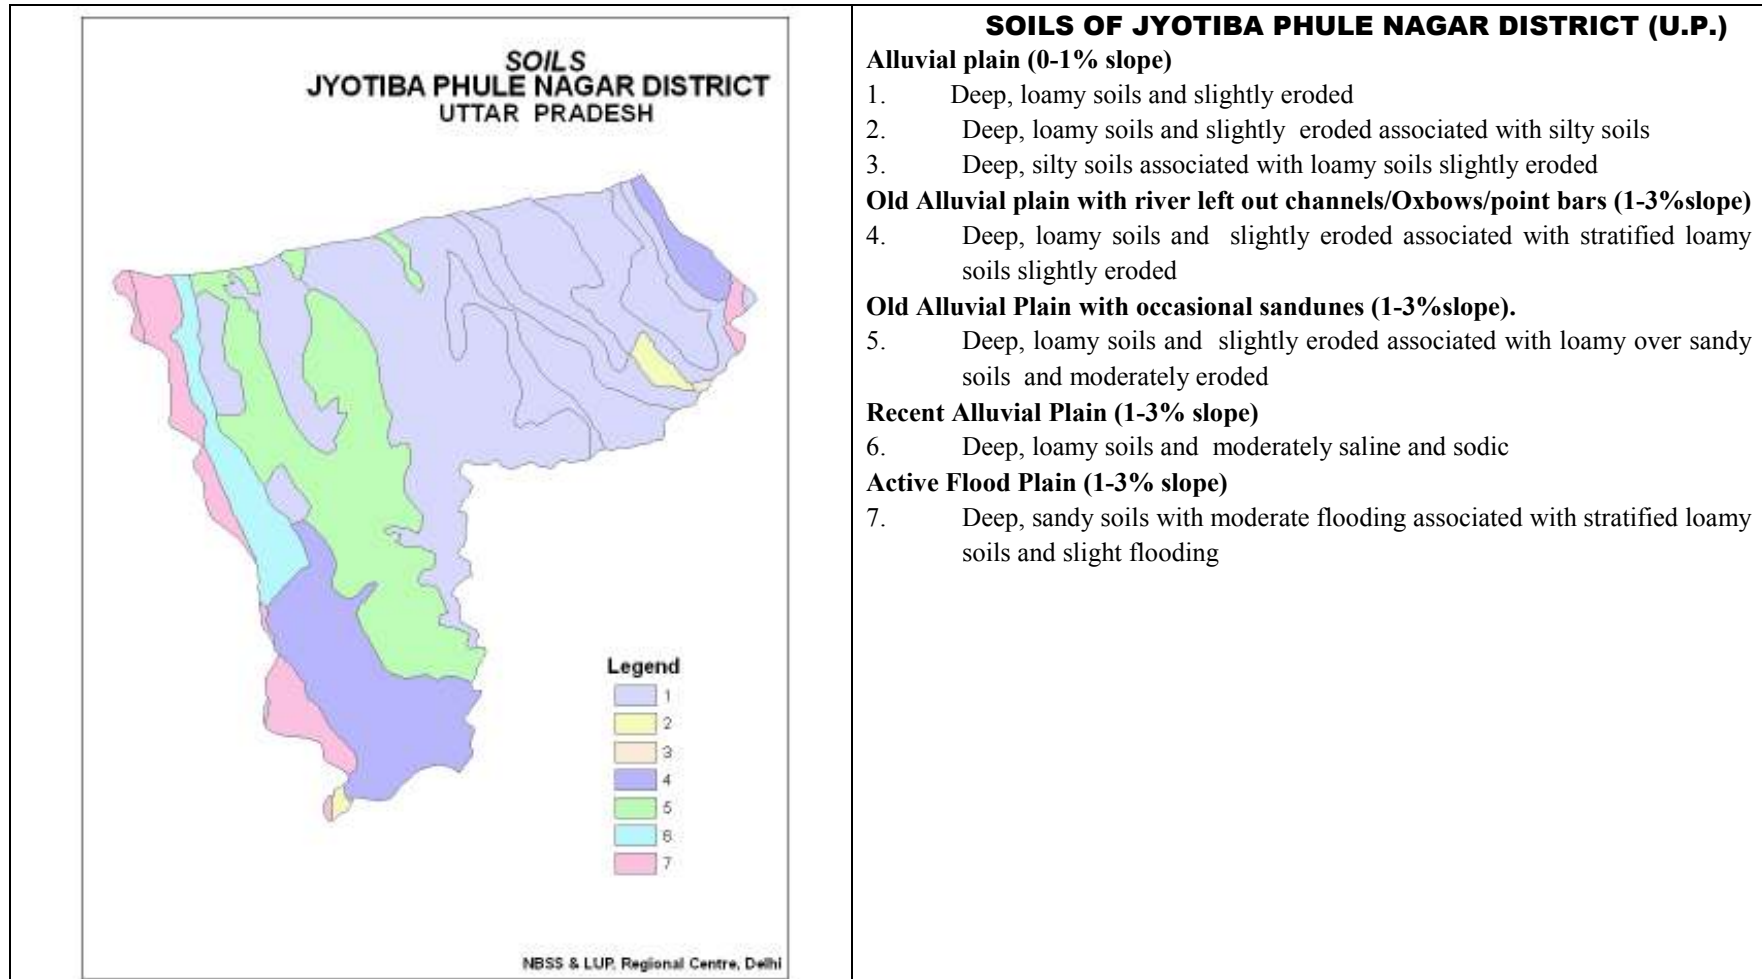 SOILS
JYOTIBA PHULE NAGAR DISTRICT
UTTAR PRADESH
Legend
1
2
3
4
5
6
7
NBSS & LUP, Regional Centre, Delhi
SOILS OF JYOTIBA PHULE NAGAR DISTRICT (U.P.)
Alluvial plain (0-1% slope)
1. Deep, loamy soils and slightly eroded
2. Deep, loamy soils and slightly eroded associated with silty soils
3. Deep, silty soils associated with loamy soils slightly eroded
Old Alluvial plain with river left out channels/Oxbows/point bars (1-3%slope)
4. Deep, loamy soils and slightly eroded associated with stratified loamy
soils slightly eroded
Old Alluvial Plain with occasional sandunes (1-3%slope).
5. Deep, loamy soils and slightly eroded associated with loamy over sandy
soils and moderately eroded
Recent Alluvial Plain (1-3% slope)
6. Deep, loamy soils and moderately saline and sodic
Active Flood Plain (1-3% slope)
7. Deep, sandy soils with moderate flooding associated with stratified loamy
soils and slight flooding